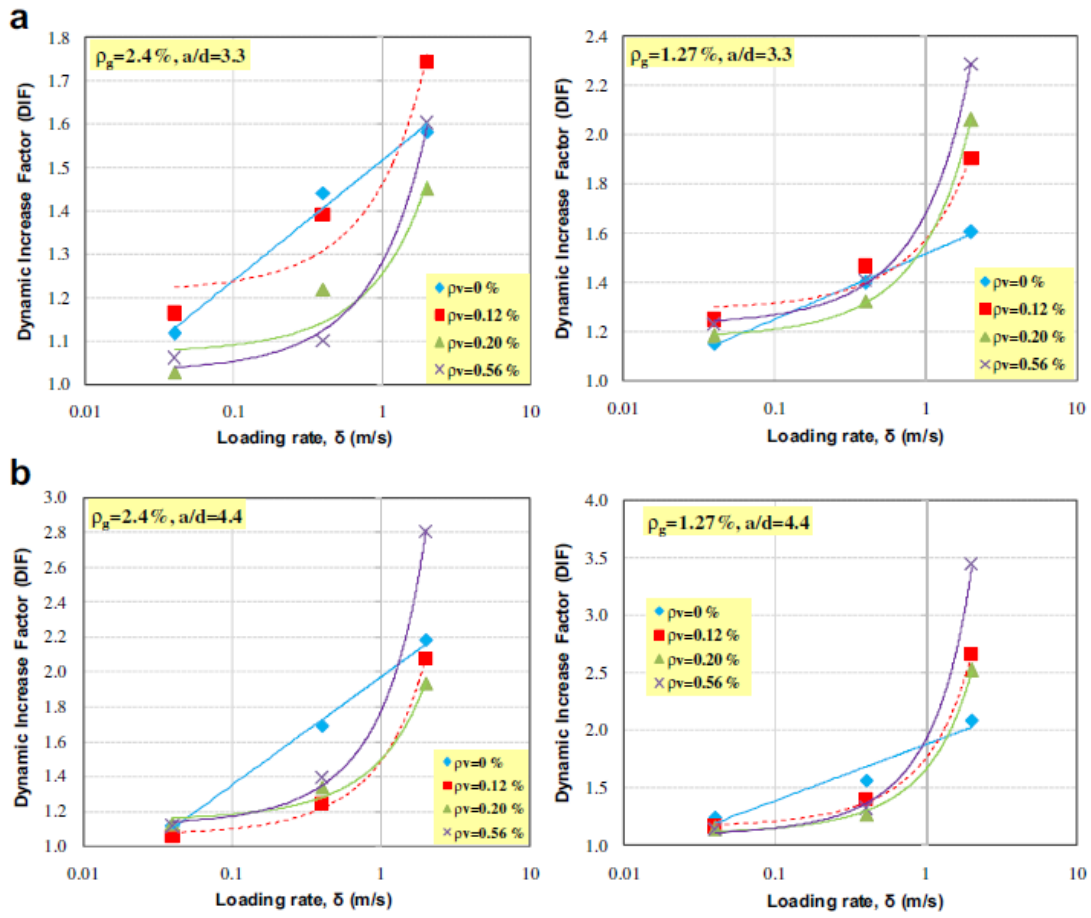 a
ρg=2.4%, a/d=3.3
Dynamic Increase Factor (DIF)
1.8
1.7
1.6
1.5
1.4
1.3
1.2
1.1
1.0
0.01
0.1
1
10
Loading rate, δ (m/s)
ρv=0 %
ρv=0.12 %
ρv=0.20 %
ρv=0.56 %
ρg=1.27%, a/d=3.3
Dynamic Increase Factor (DIF)
2.4
2.2
2.0
1.8
1.6
1.4
1.2
1.0
0.01
0.1
1
10
Loading rate, δ (m/s)
ρv=0 %
ρv=0.12 %
ρv=0.20 %
ρv=0.56 %
b
ρg=2.4%, a/d=4.4
Dynamic Increase Factor (DIF)
3.0
2.8
2.6
2.4
2.2
2.0
1.8
1.6
1.4
1.2
1.0
0.01
0.1
1
10
Loading rate, δ (m/s)
ρv=0 %
ρv=0.12 %
ρv=0.20 %
ρv=0.56 %
ρg=1.27%, a/d=4.4
Dynamic Increase Factor (DIF)
4.0
3.5
3.0
2.5
2.0
1.5
1.0
0.01
0.1
1
10
Loading rate, δ (m/s)
ρv=0 %
ρv=0.12 %
ρv=0.20 %
ρv=0.56 %